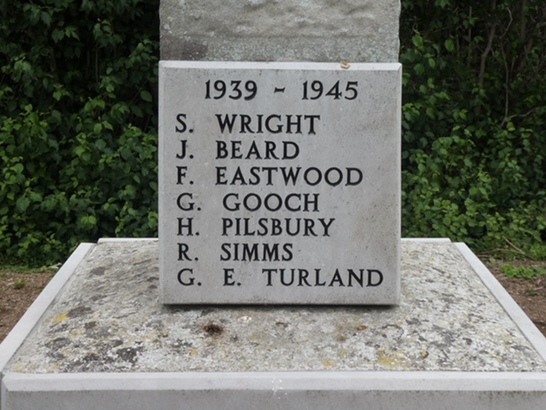 1939 - 1945
S. WRIGHT
J. BEARD
F. EASTWOOD
G. GOOCH
H. PILSBURY
R. SIMMS
G. E. TURLAND